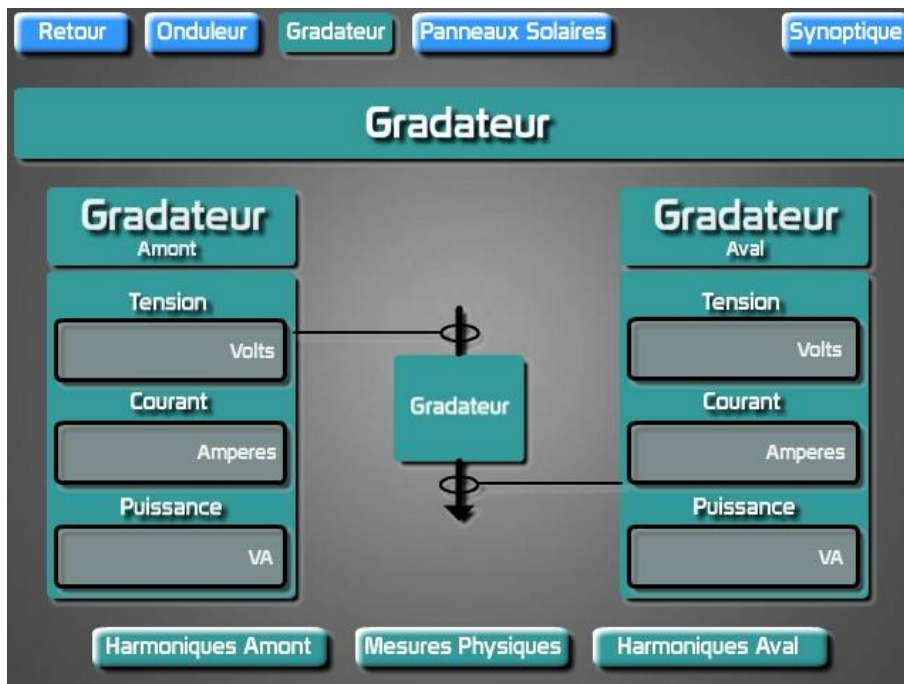 Retour
Onduleur
Gradateur
Panneaux Solaires
Synoptique
Gradateur
Gradateur
Amont
Tension
Volts
Courant
Amperes
Puissance
VA
Gradateur
Gradateur
Aval
Tension
Volts
Courant
Amperes
Puissance
VA
Harmoniques Amont
Mesures Physiques
Harmoniques Aval